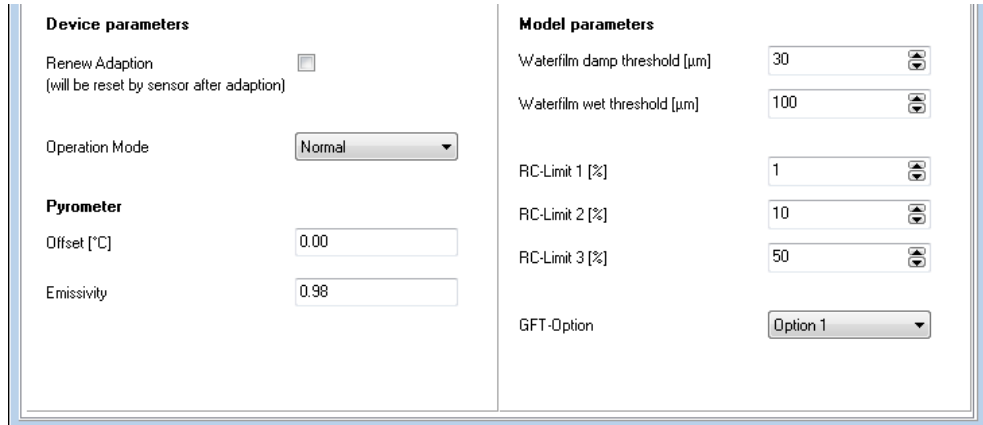 Device parameters
Renew Adaption
(will be reset by sensor after adaption)
Operation Mode Normal
Pyrometer
Offset [°C] 0.00
Emissivity 0.98
Model parameters
Waterfilm damp threshold [µm] 30
Waterfilm wet threshold [µm] 100
RC-Limit 1 [%] 1
RC-Limit 2 [%] 10
RC-Limit 3 [%] 50
GFT-Option Option 1